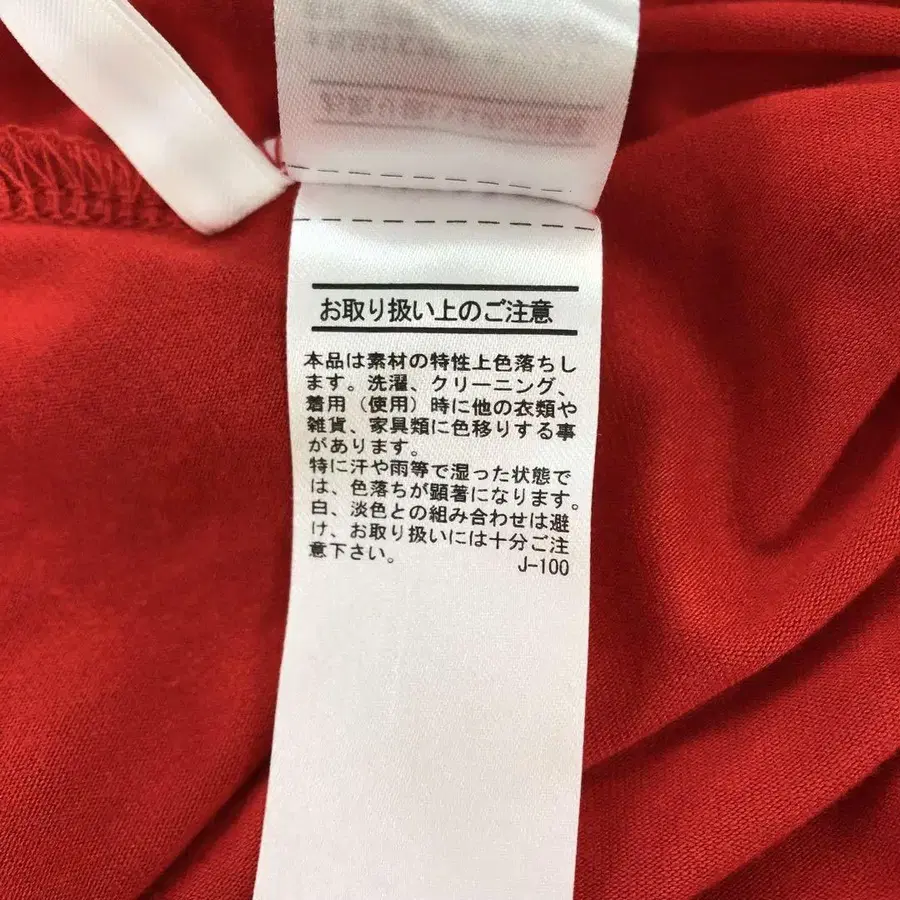 お取り扱い上のご注意
本品は素材の特性上色落ちし
ます。洗濯、クリーニング、
着用（使用）時に他の衣類や
雑貨、家具類に色移りする事
があります。
特に汗や雨等で湿った状態で
は、色落ちが顕著になります。
白、淡色との組み合わせは避
け、お取り扱いには十分ご注
意下さい。
J-100